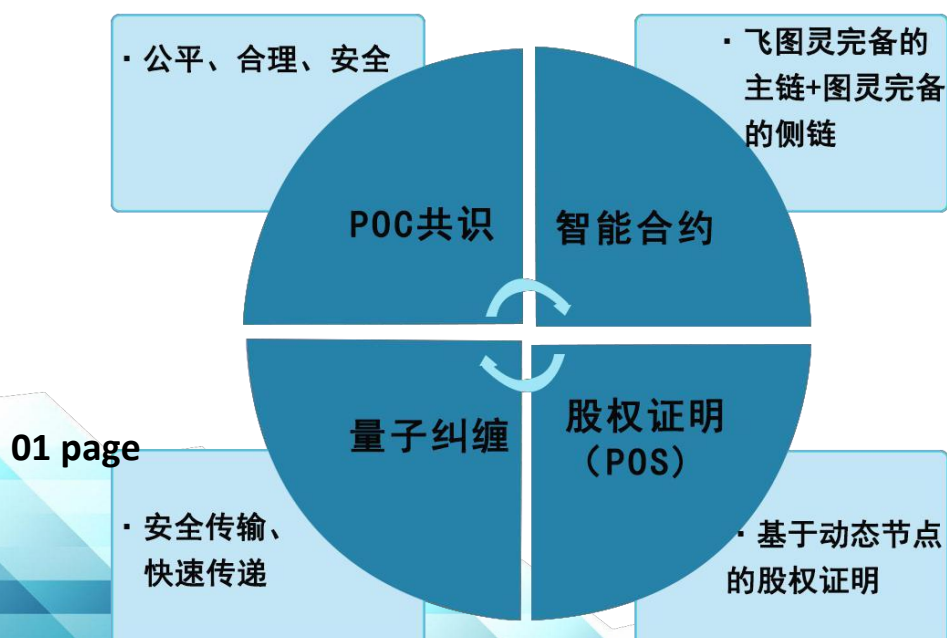 · 公平、合理、安全
· 飞图灵完备的
主链+图灵完备
的侧链
POC共识
智能合约
量子纠缠
股权证明
（POS）
01 page
· 安全传输、
快速传递
· 基于动态节点
的股权证明